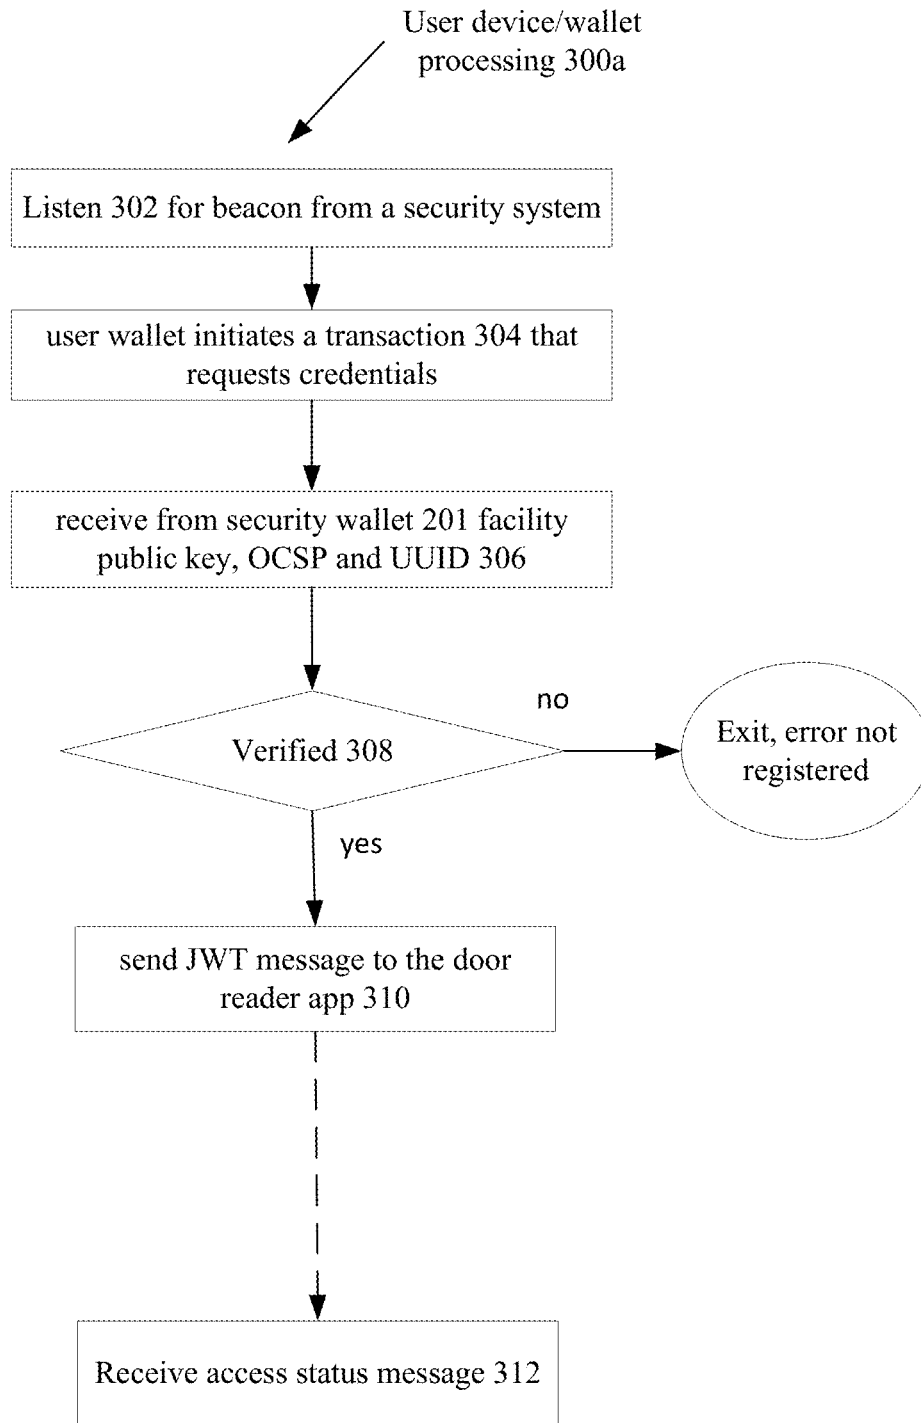 User device/wallet
processing 300a
Listen 302 for beacon from a security system
user wallet initiates a transaction 304 that
requests credentials
receive from security wallet 201 facility
public key, OCSP and UUID 306
no
Verified 308
Exit, error not
registered
yes
send JWT message to the door
reader app 310
Receive access status message 312